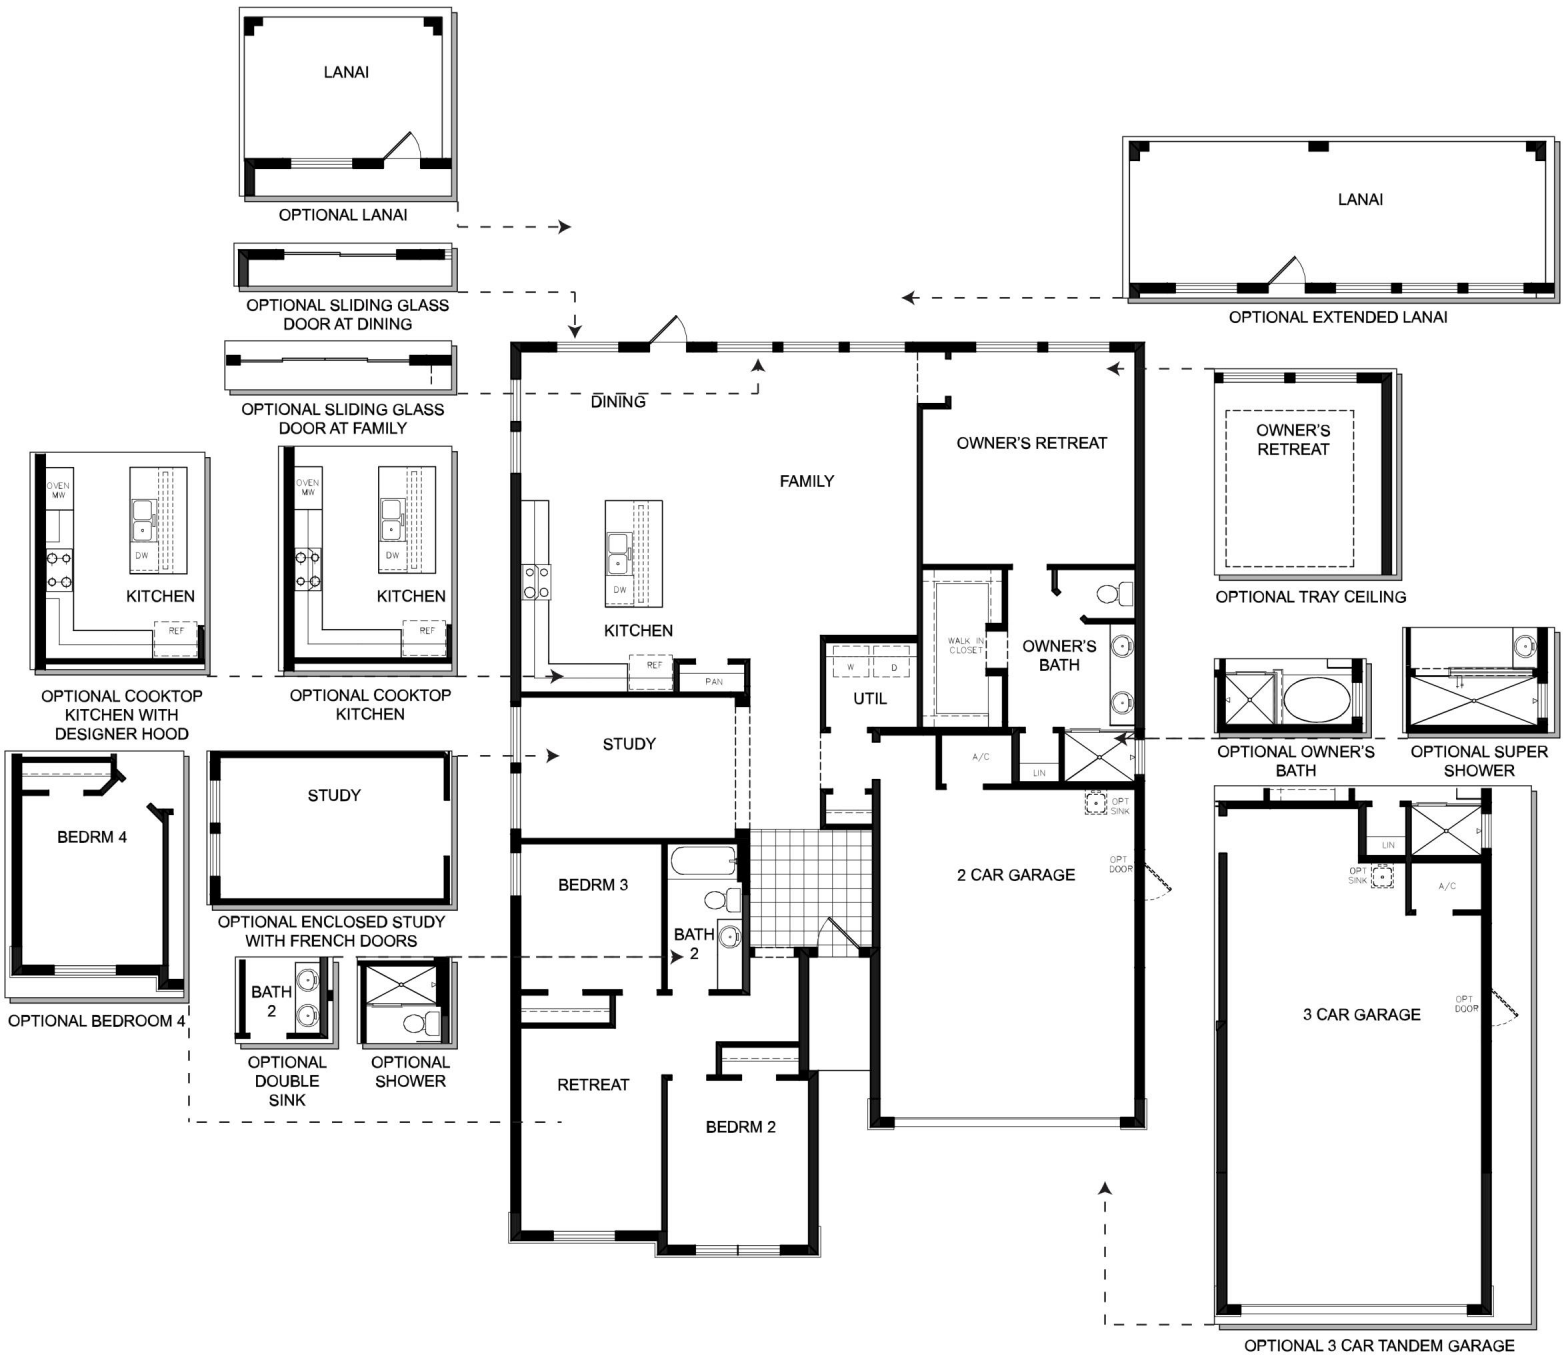 LANAI
OPTIONAL LANAI
OPTIONAL SLIDING GLASS
DOOR AT DINING
OPTIONAL SLIDING GLASS
DOOR AT FAMILY
LANAI
OPTIONAL EXTENDED LANAI
OVEN
MW
DW
KITCHEN
REF
OPTIONAL COOKTOP
KITCHEN WITH
DESIGNER HOOD
OVEN
MW
DW
KITCHEN
REF
OPTIONAL COOKTOP
KITCHEN
DINING
FAMILY
OWNER'S RETREAT
DW
KITCHEN
REF
PAN
WALK IN
CLOSET
OWNER'S
BATH
W
D
UTIL
STUDY
A/C
LIN
OPT
SINK
OPT
DOOR
2 CAR GARAGE
BEDRM 3
BATH
2
RETREAT
BEDRM 2
OWNER'S
RETREAT
OPTIONAL TRAY CEILING
OPTIONAL OWNER'S
BATH
OPTIONAL SUPER
SHOWER
BEDRM 4
OPTIONAL BEDROOM 4
STUDY
OPTIONAL ENCLOSED STUDY
WITH FRENCH DOORS
BATH
2
OPTIONAL
DOUBLE
SINK
OPTIONAL
SHOWER
LIN
OPT
SINK
A/C
OPT
DOOR
3 CAR GARAGE
OPTIONAL 3 CAR TANDEM GARAGE